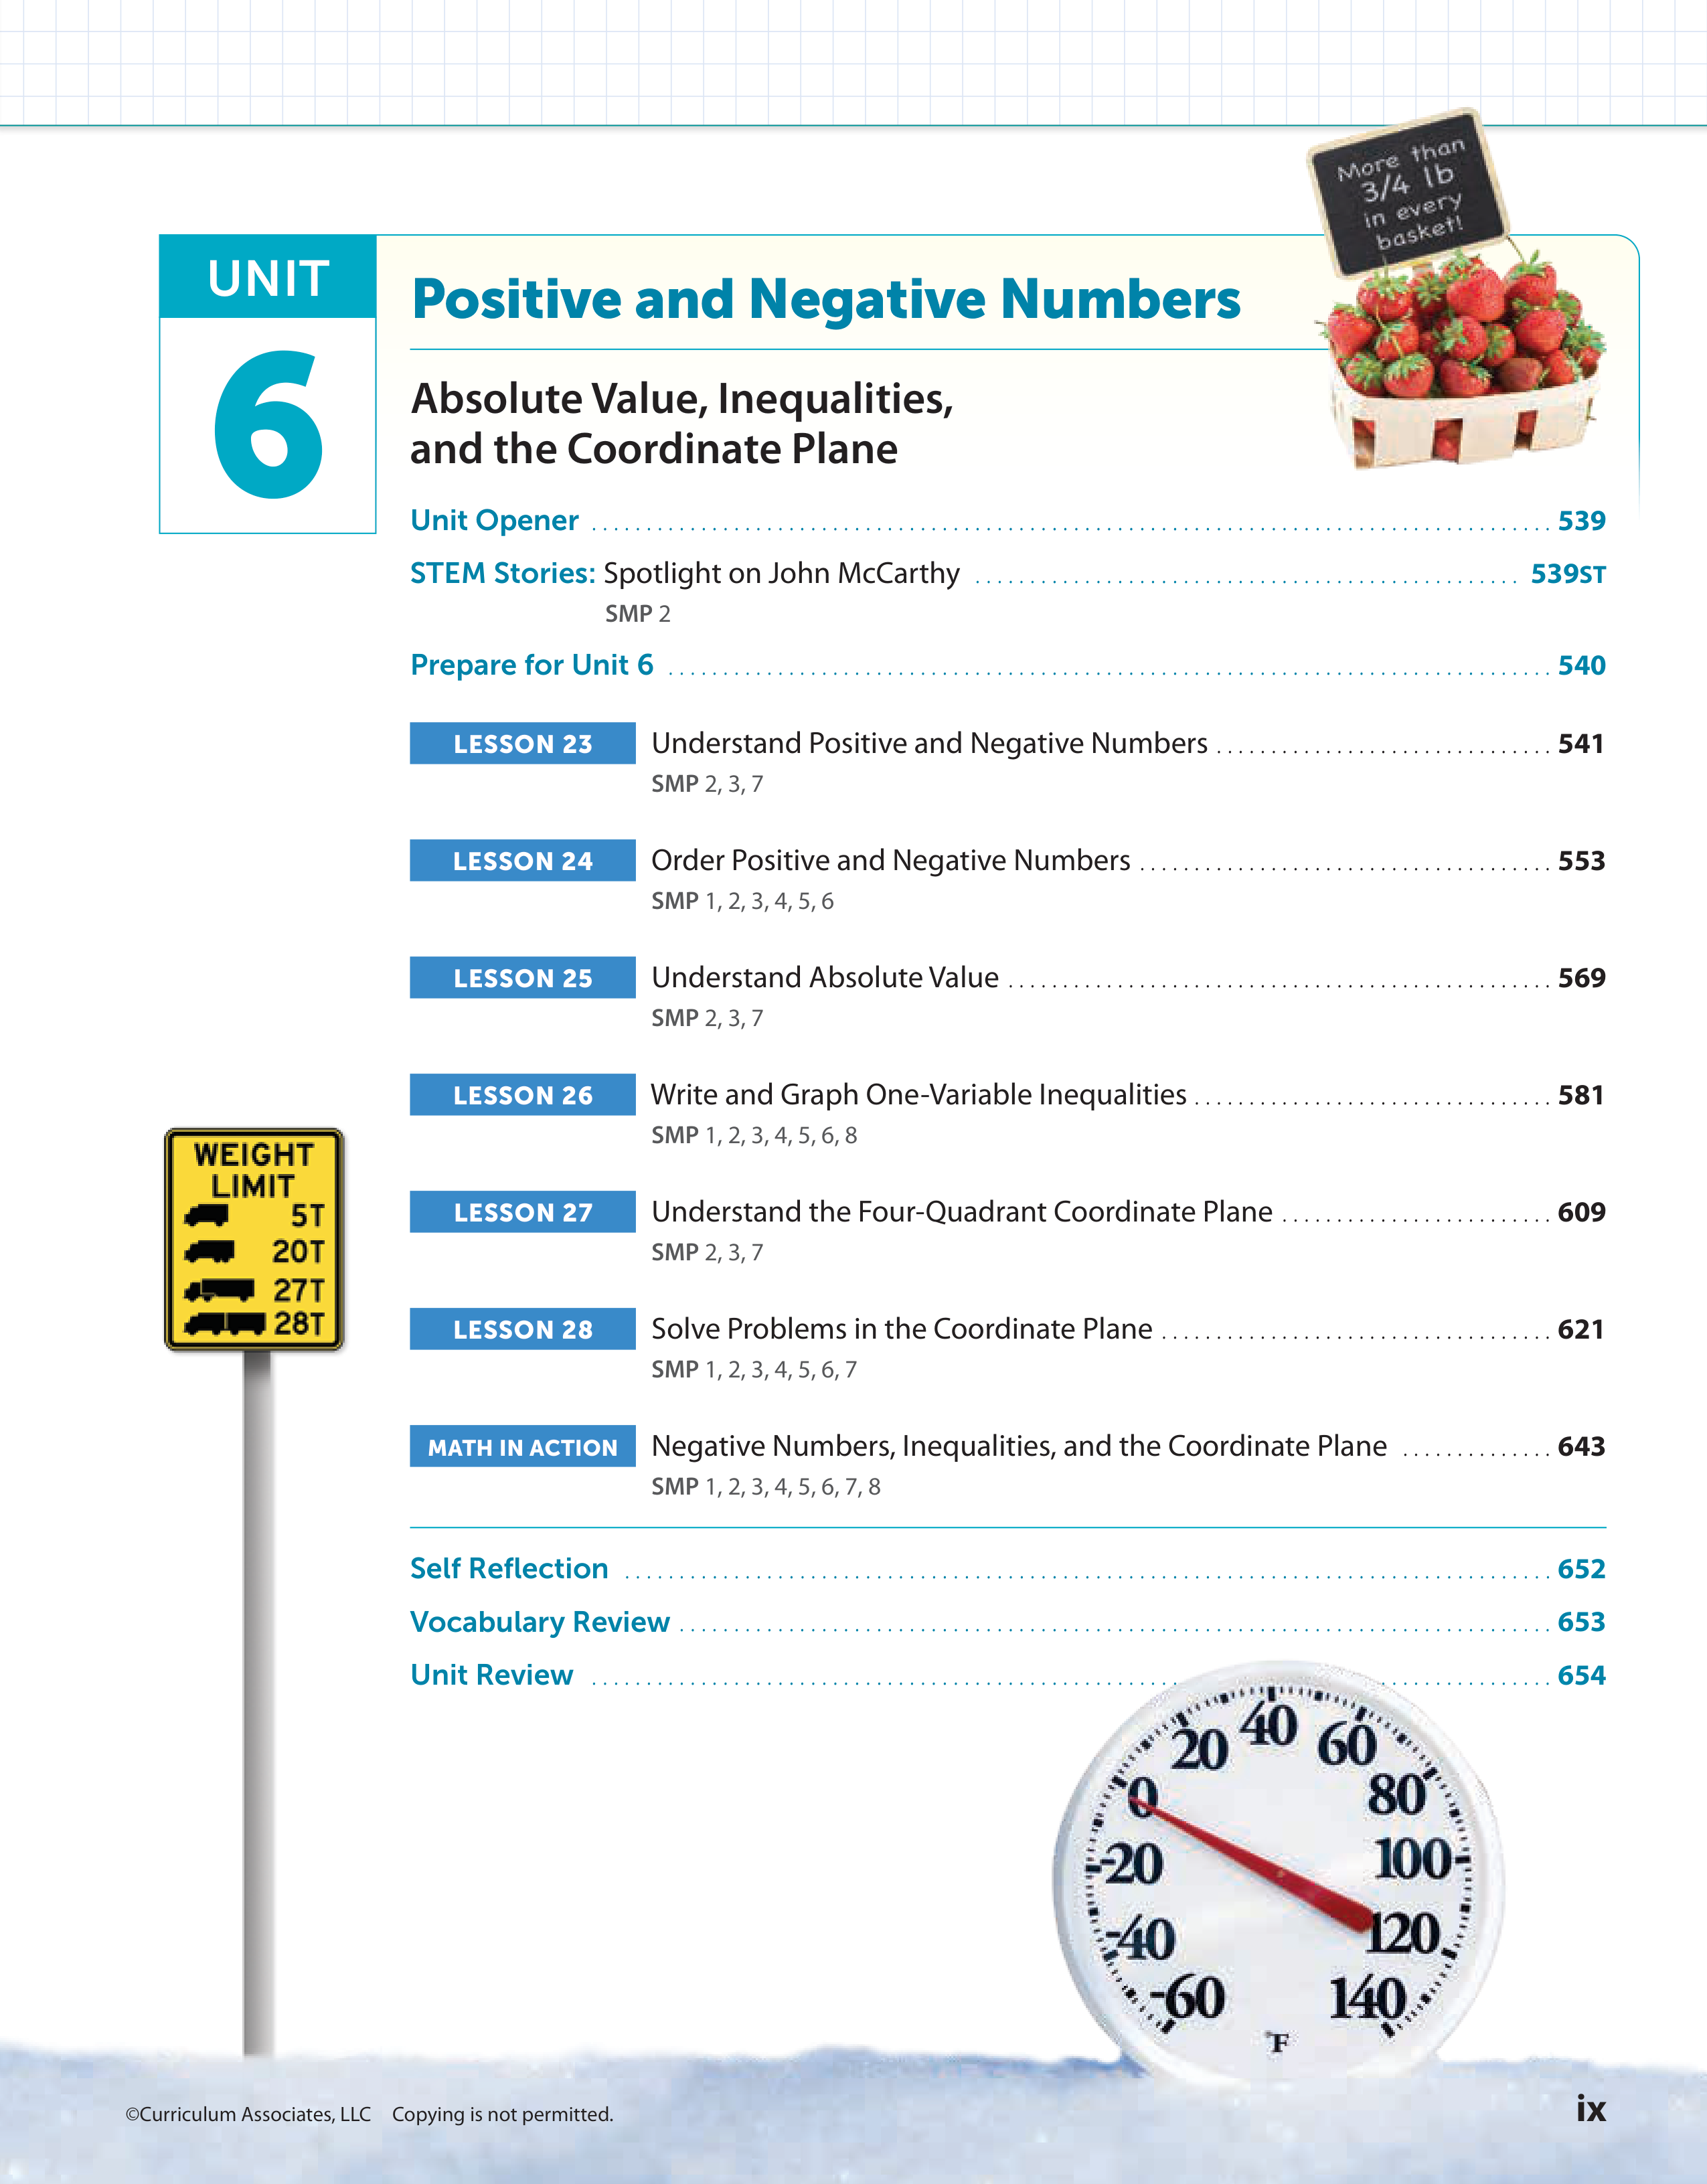 More than
3/4 lb
in every
basket!
UNIT
6
Positive and Negative Numbers
Absolute Value, Inequalities,
and the Coordinate Plane
Unit Opener 539
STEM Stories: Spotlight on John McCarthy 539ST
SMP 2
Prepare for Unit 6 540
LESSON 23 Understand Positive and Negative Numbers 541
SMP 2, 3, 7
LESSON 24 Order Positive and Negative Numbers 553
SMP 1, 2, 3, 4, 5, 6
LESSON 25 Understand Absolute Value 569
SMP 2, 3, 7
LESSON 26 Write and Graph One-Variable Inequalities 581
SMP 1, 2, 3, 4, 5, 6, 8
LESSON 27 Understand the Four-Quadrant Coordinate Plane 609
SMP 2, 3, 7
LESSON 28 Solve Problems in the Coordinate Plane 621
SMP 1, 2, 3, 4, 5, 6, 7
MATH IN ACTION Negative Numbers, Inequalities, and the Coordinate Plane 643
SMP 1, 2, 3, 4, 5, 6, 7, 8
Self Reflection 652
Vocabulary Review 653
Unit Review 654
WEIGHT
LIMIT
5T
20T
27T
28T
-60
-40
-20
0
20
40
60
80
100
120
140
°F
©Curriculum Associates, LLC Copying is not permitted.
ix